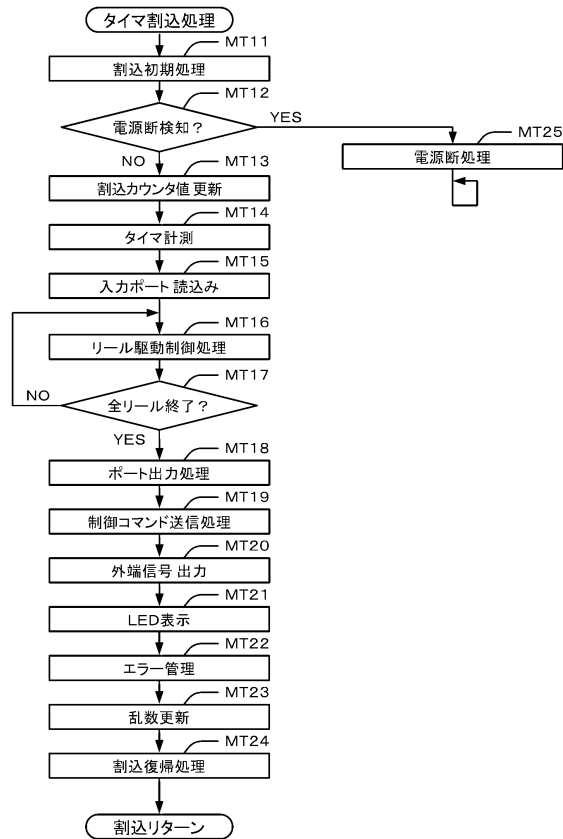 タイマ割込処理
MT11
割込初期処理
MT12
電源断検知?
YES
MT25
電源断処理
NO
MT13
割込カウンタ値更新
MT14
タイマ計測
MT15
入力ポート読込み
MT16
リール駆動制御処理
MT17
NO
全リール終了?
YES
MT18
ポート出力処理
MT19
制御コマンド送信処理
MT20
外端信号出力
MT21
LED表示
MT22
エラー管理
MT23
乱数更新
MT24
割込復帰処理
割込リターン